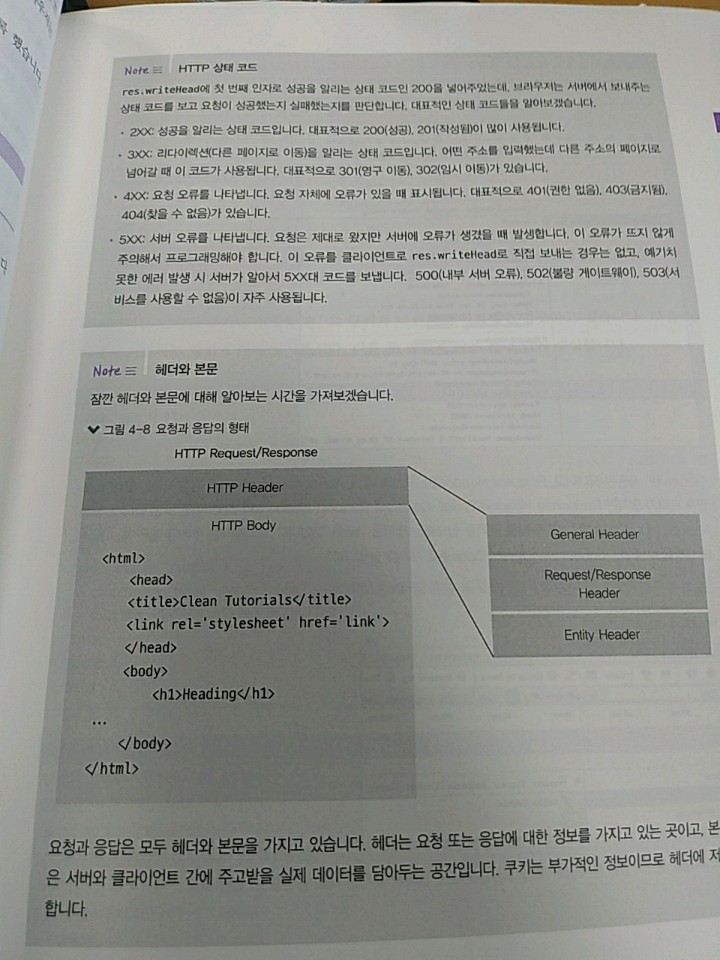 했습니다.
다
Note HTTP 상태 코드
res.writeHead에 첫 번째 인자로 성공을 알리는 상태 코드인 200을 넣어주었는데, 브라우저는 서버에서 보내주는
상태 코드를 보고 요청이 성공했는지 실패했는지를 판단합니다. 대표적인 상태 코드들을 알아보겠습니다.
• 2XX: 성공을 알리는 상태 코드입니다. 대표적으로 200(성공), 201(작성됨)이 많이 사용됩니다.
• 3XX: 리다이렉션(다른 페이지로 이동)을 알리는 상태 코드입니다. 어떤 주소를 입력했는데 다른 주소의 페이지로
넘어갈 때 이 코드가 사용됩니다. 대표적으로 301(영구 이동), 302(임시 이동)가 있습니다.
• 4XX: 요청 오류를 나타냅니다. 요청 자체에 오류가 있을 때 표시됩니다. 대표적으로 401(권한 없음), 403(금지됨),
404(찾을 수 없음)가 있습니다.
• 5XX: 서버 오류를 나타냅니다. 요청은 제대로 왔지만 서버에 오류가 생겼을 때 발생합니다. 이 오류가 뜨지 않게
주의해서 프로그래밍해야 합니다. 이 오류를 클라이언트로 res.writeHead로 직접 보내는 경우는 없고, 예기치
못한 에러 발생 시 서버가 알아서 5XX대 코드를 보냅니다. 500(내부 서버 오류), 502(불량 게이트웨이), 503(서
비스를 사용할 수 없음)이 자주 사용됩니다.
Note 헤더와 본문
잠깐 헤더와 본문에 대해 알아보는 시간을 가져보겠습니다.
그림 4-8 요청과 응답의 형태
HTTP Request/Response
HTTP Header
HTTP Body
<html>
<head>
<title>Clean Tutorials</title>
<link rel='stylesheet' href='link'>
</head>
<body>
<h1>Heading</h1>
...
</body>
</html>
General Header
Request/Response
Header
Entity Header
요청과 응답은 모두 헤더와 본문을 가지고 있습니다. 헤더는 요청 또는 응답에 대한 정보를 가지고 있는 곳이고, 본
은 서버와 클라이언트 간에 주고받을 실제 데이터를 담아두는 공간입니다. 쿠키는 부가적인 정보이므로 헤더에 저
합니다.